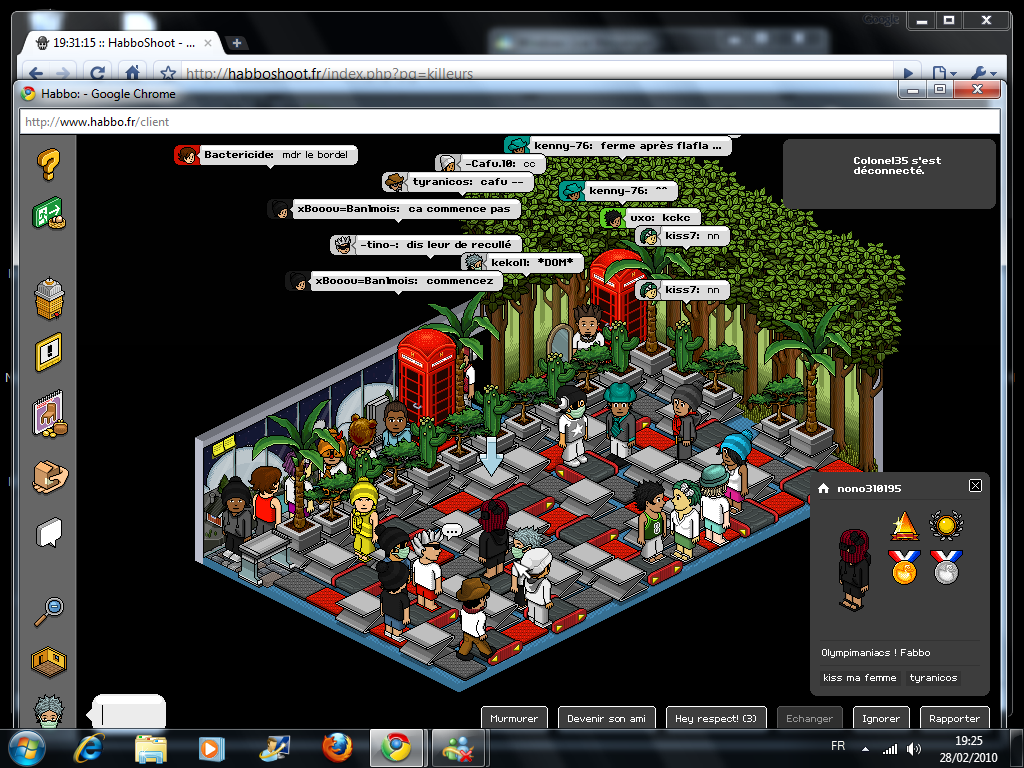 Google
19:31:15 :: HabboShoot - ...
http://habboshoot.fr/index.php?pg=killeurs
Habbo: - Google Chrome
http://www.habbo.fr/client
kenny-76: ferme après flafla ...
Bactericide: mdr le bordel
-Cafu.10: cc
tyranicos: cafu --
kenny-76: ^^
xBooou=Ban1mois: ca commence pas
uxo: kckc
kiss7: nn
-tino-: dis leur de recullé
kekol1: *DOM*
xBooou=Ban1mois: commencez
kiss7: nn
Colonel35 s'est
déconnecté.
nono310195
Olympimaniacs ! Fabbo
kiss ma femme
tyranicos
Murmurer
Devenir son ami
Hey respect! (3)
Echanger
Ignorer
Rapporter
FR
19:25
28/02/2010